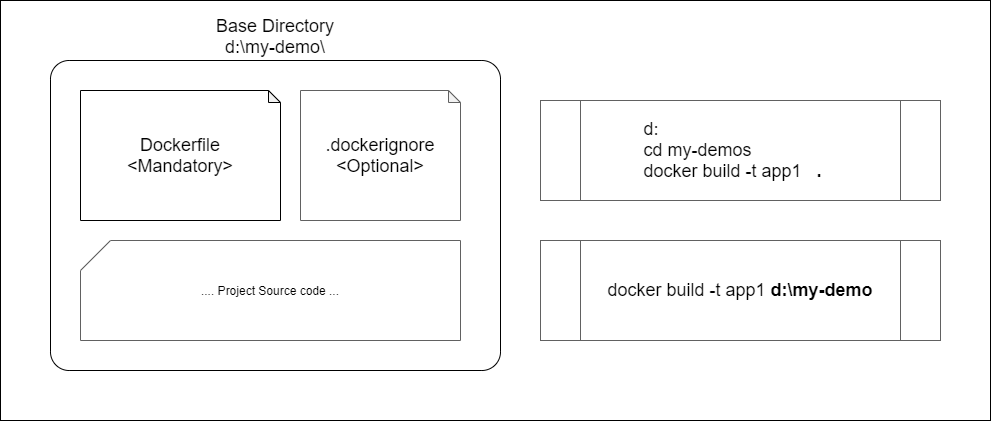 Base Directory
d:\my-demo\
Dockerfile
<Mandatory>
.dockerignore
<Optional>
.... Project Source code ...
d:
cd my-demos
docker build -t app1 .
docker build -t app1 d:\my-demo